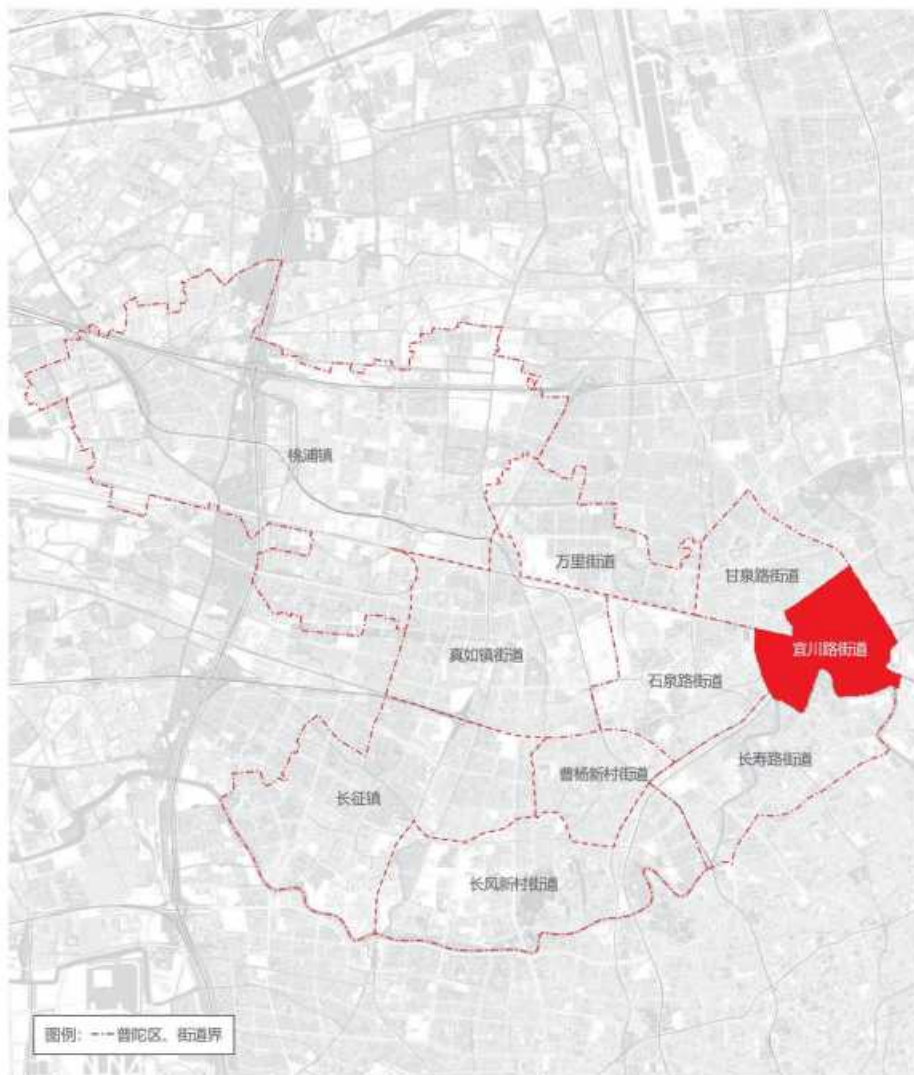 桃浦镇
万里街道
甘泉路街道
宜川路街道
真如镇街道
石泉路街道
长寿路街道
曹杨新村街道
长征镇
长风新村街道
图例：普陀区、街道界